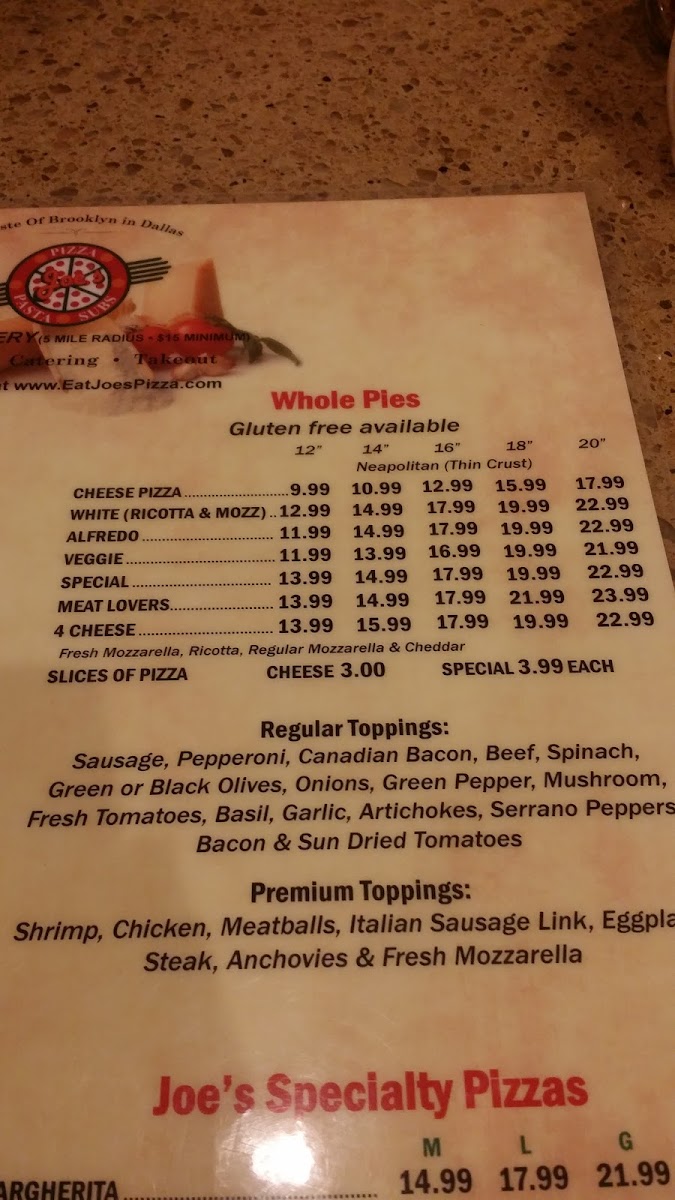 Of Brooklyn in Dallas
PIZZA
Joe's
PASTA SUBS
(5 MILE RADIUS - $15 MINIMUM)
Catering • Takeout
www.EatJoesPizza.com
Whole Pies
Gluten free available
12" 14" 16" 18" 20"
Neapolitan (Thin Crust)
CHEESE PIZZA 9.99 10.99 12.99 15.99 17.99
WHITE (RICOTTA & MOZZ) 12.99 14.99 17.99 19.99 22.99
ALFREDO 11.99 14.99 17.99 19.99 22.99
VEGGIE 11.99 13.99 16.99 19.99 21.99
SPECIAL 13.99 14.99 17.99 19.99 22.99
MEAT LOVERS 13.99 14.99 17.99 21.99 23.99
4 CHEESE 13.99 15.99 17.99 19.99 22.99
Fresh Mozzarella, Ricotta, Regular Mozzarella & Cheddar
SLICES OF PIZZA CHEESE 3.00 SPECIAL 3.99 EACH
Regular Toppings:
Sausage, Pepperoni, Canadian Bacon, Beef, Spinach,
Green or Black Olives, Onions, Green Pepper, Mushroom,
Fresh Tomatoes, Basil, Garlic, Artichokes, Serrano Peppers
Bacon & Sun Dried Tomatoes
Premium Toppings:
Shrimp, Chicken, Meatballs, Italian Sausage Link,
Steak, Anchovies & Fresh Mozzarella
Joe's Specialty Pizzas
M L G
ARGHERITA 14.99 17.99 21.99